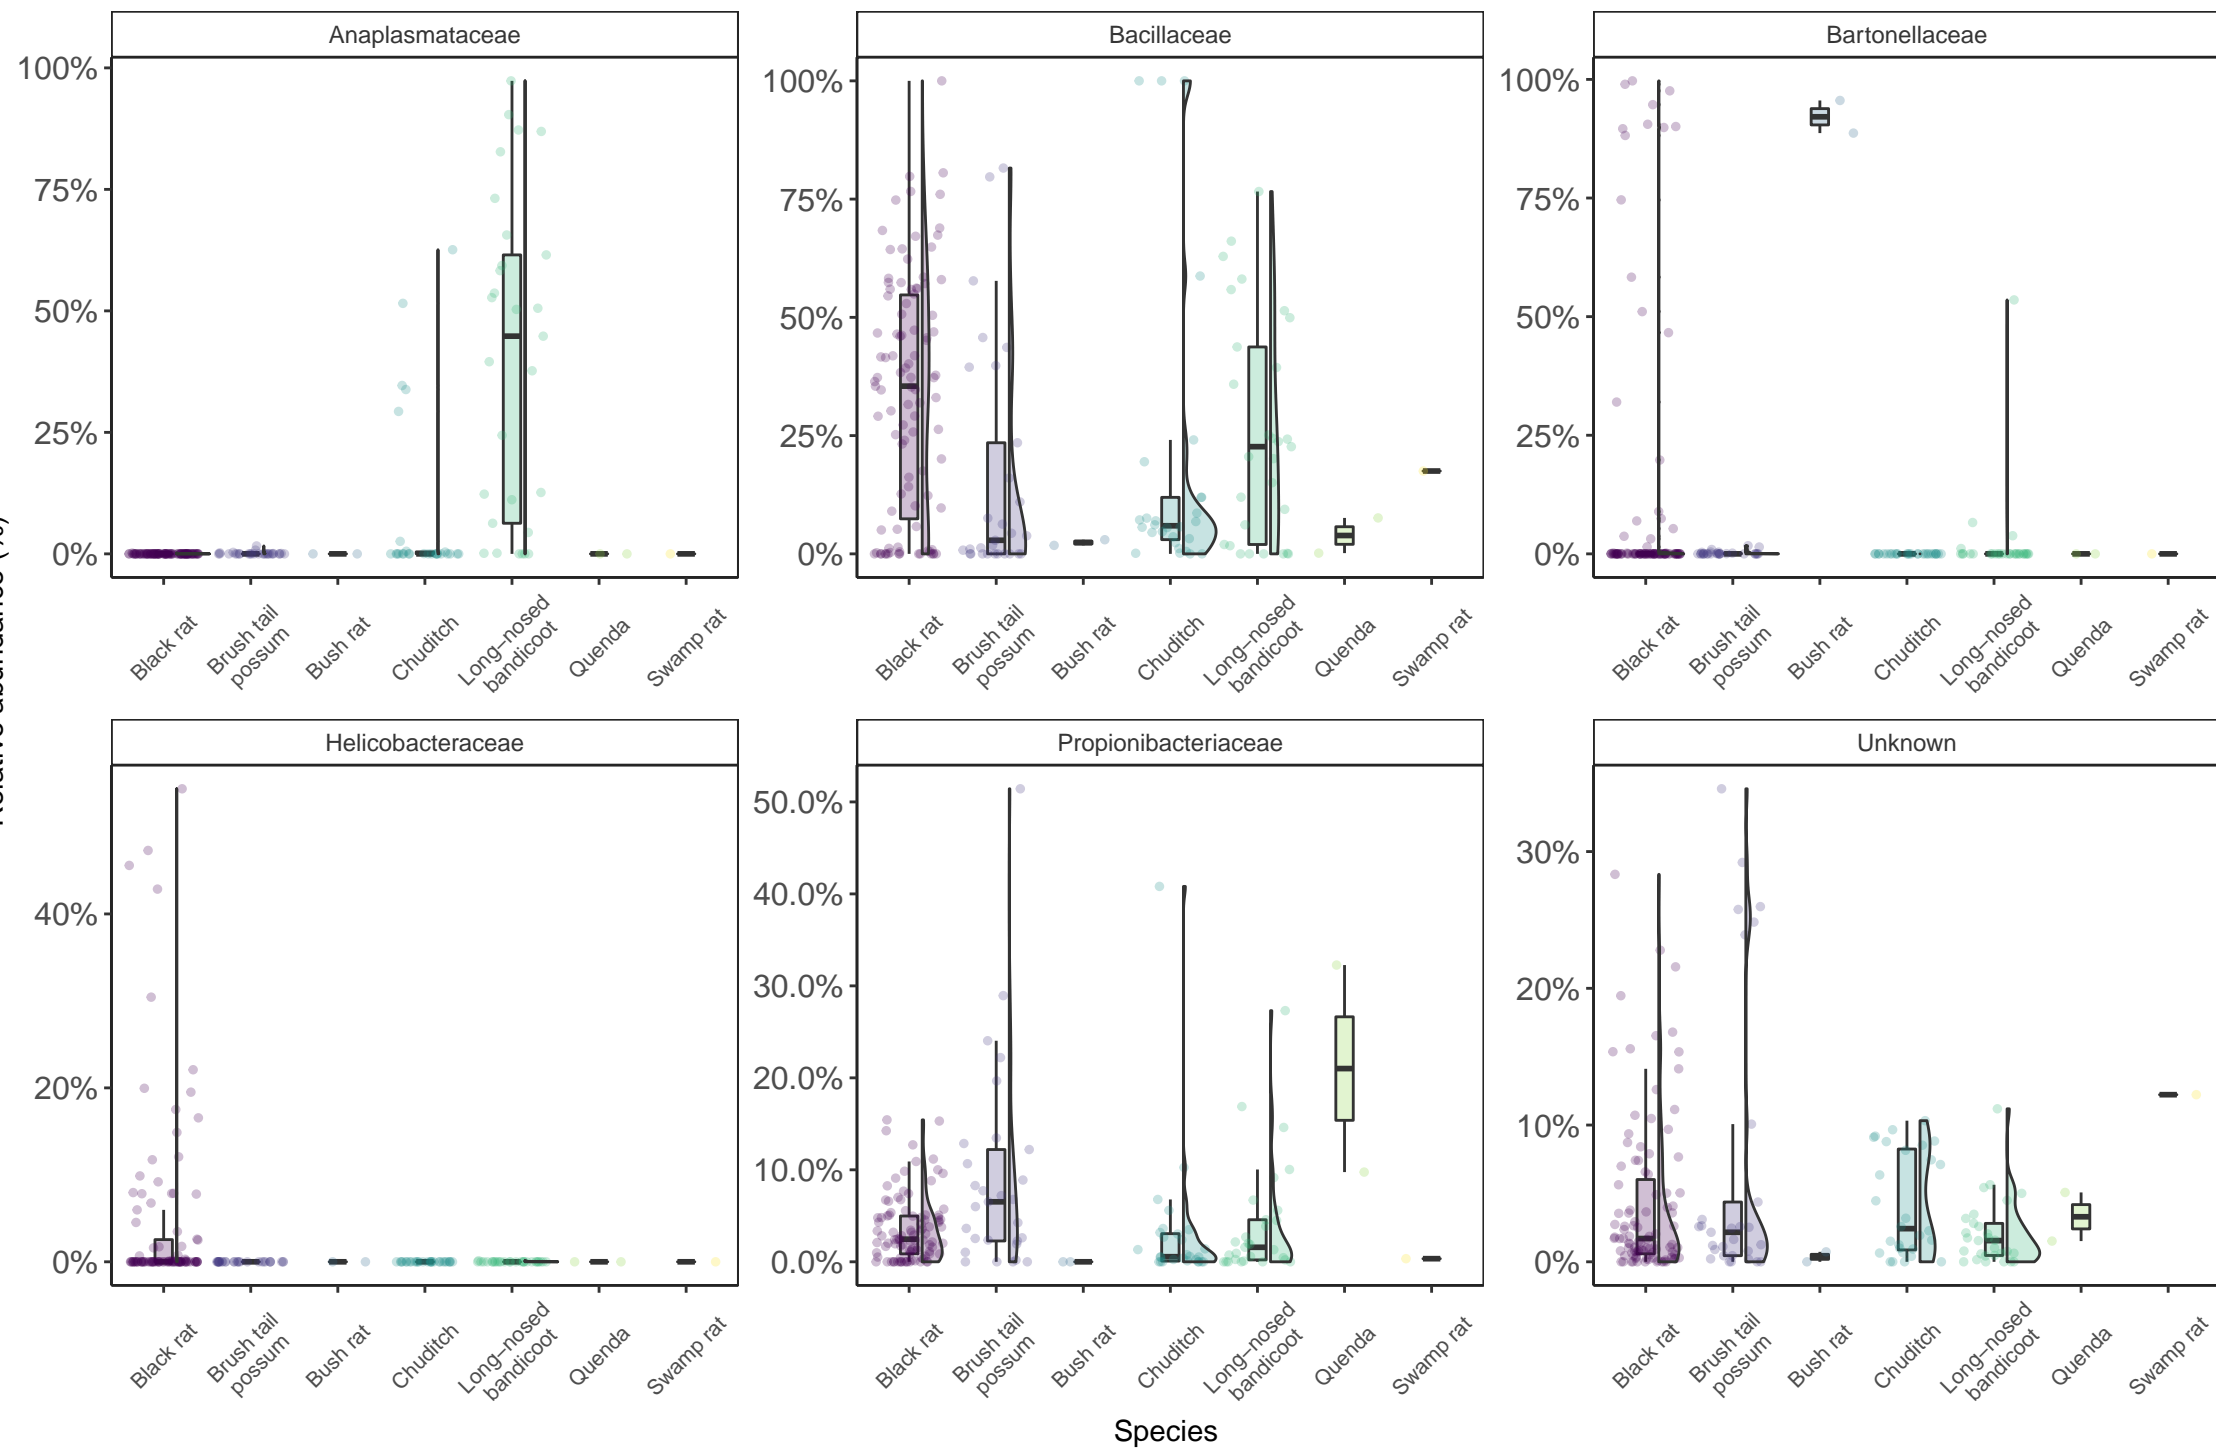 Anaplasmataceae
Bacillaceae
Bartonellaceae
100%
75%
50%
25%
0%
100%
75%
50%
25%
0%
100%
75%
50%
25%
0%
Black rat
Brush tail
possum
Bush rat
Chuditch
Long–nosed
bandicoot
Quenda
Swamp rat
Black rat
Brush tail
possum
Bush rat
Chuditch
Long–nosed
bandicoot
Quenda
Swamp rat
Black rat
Brush tail
possum
Bush rat
Chuditch
Long–nosed
bandicoot
Quenda
Swamp rat
Helicobacteraceae
Propionibacteriaceae
Unknown
40%
20%
0%
50.0%
40.0%
30.0%
20.0%
10.0%
0.0%
30%
20%
10%
0%
Black rat
Brush tail
possum
Bush rat
Chuditch
Long–nosed
bandicoot
Quenda
Swamp rat
Black rat
Brush tail
possum
Bush rat
Chuditch
Long–nosed
bandicoot
Quenda
Swamp rat
Black rat
Brush tail
possum
Bush rat
Chuditch
Long–nosed
bandicoot
Quenda
Swamp rat
Species